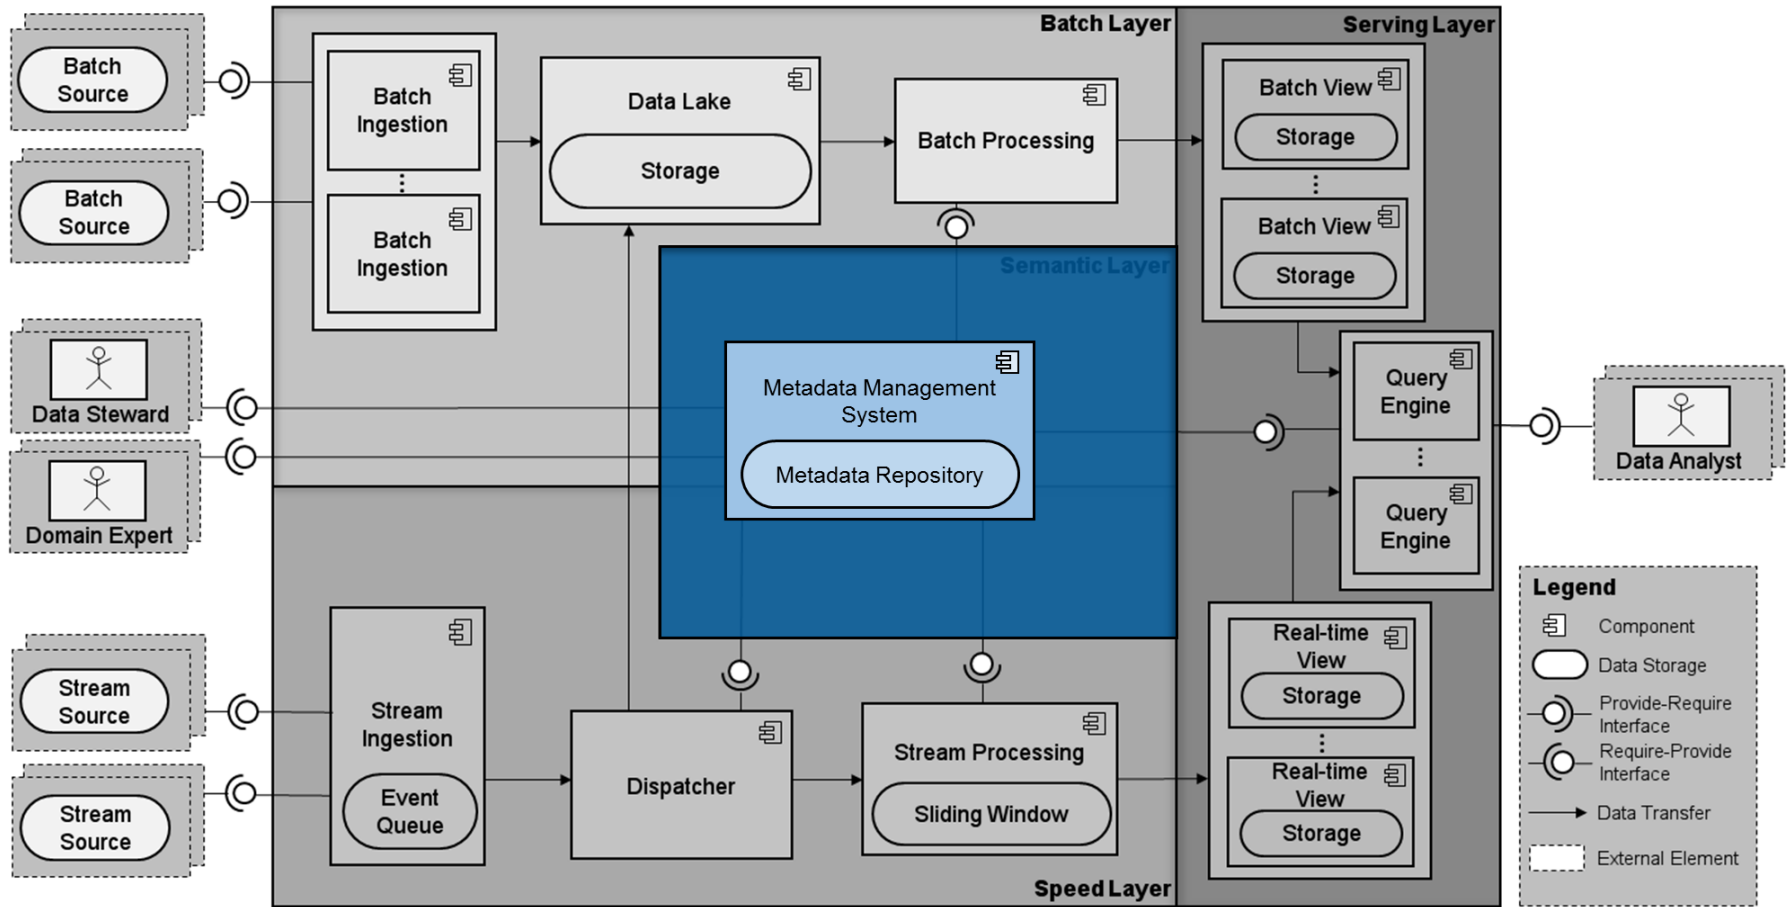 Batch Layer
Serving Layer
Batch
Source
Batch
Source
Batch
Ingestion
Batch
Ingestion
Data Lake
Storage
Batch Processing
Batch View
Storage
Batch View
Storage
Semantic Layer
Data Steward
Domain Expert
Metadata Management
System
Metadata Repository
Query
Engine
Query
Engine
Data Analyst
Stream
Source
Stream
Source
Stream
Ingestion
Event
Queue
Dispatcher
Stream Processing
Sliding Window
Real-time
View
Storage
Real-time
View
Storage
Speed Layer
Legend
Component
Data Storage
Provide-Require
Interface
Require-Provide
Interface
Data Transfer
External Element